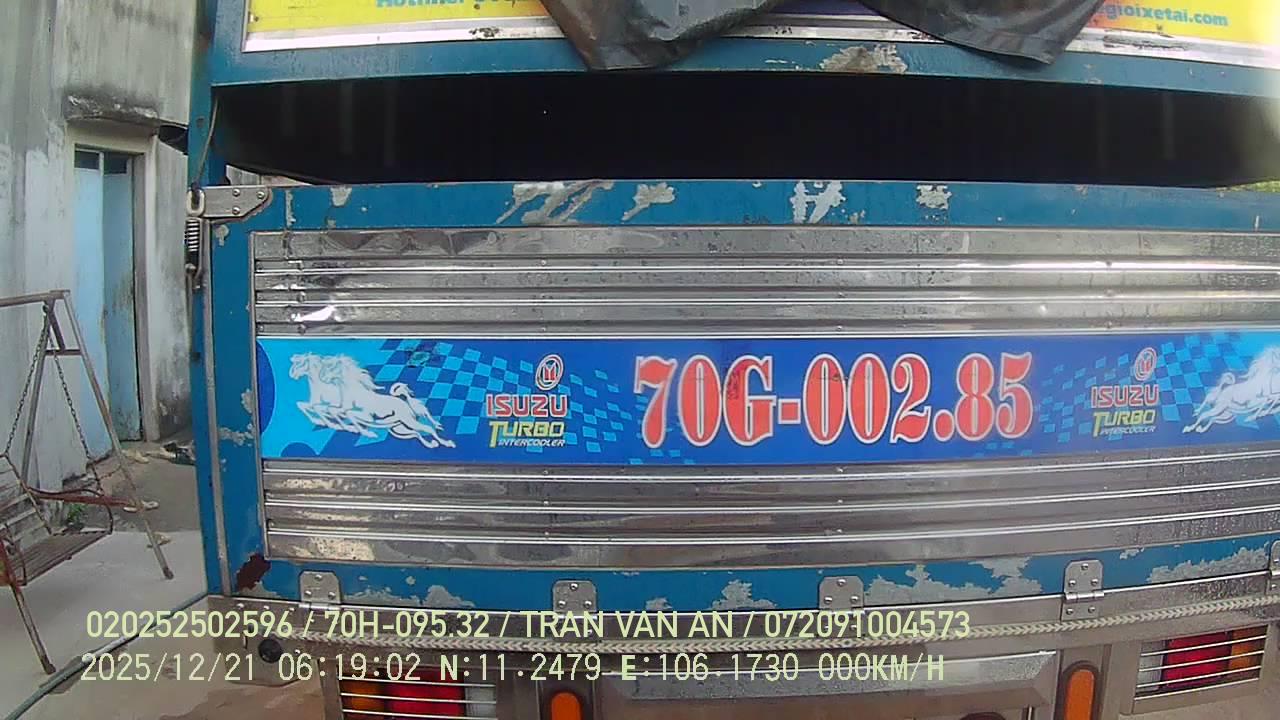 gioixetai.com
ISUZU
TURBO
INTERCOOLER
70G-002.85
ISUZU
TURBO
INTERCOOLER
020252502596 / 70H-095.32 / TRAN VAN AN / 072091004573
2025/12/21 06:19:02 N:11.2479 E:106.1730 000KM/H